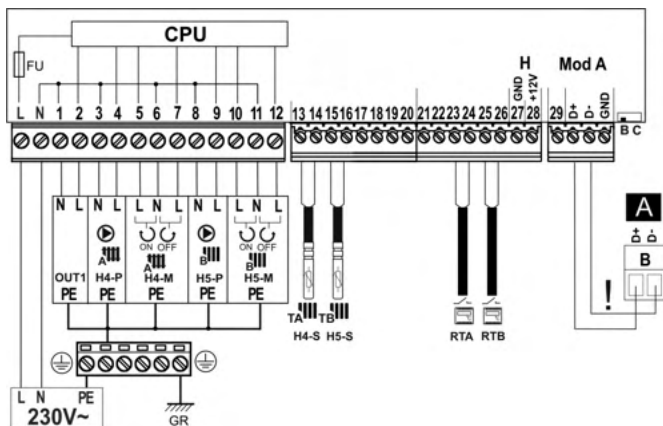 CPU
FU
H
Mod A
GND
+12V
D+
D-
GND
L N 1 2 3 4 5 6 7 8 9 10 11 12
13 14 15 16 17 18 19 20
21 22 23 24 25 26 27 28
29
B C
A
D+ D-
B
!
N L N L L N L N L L N L
ON OFF
ON OFF
A A B B
OUT1 H4-P H4-M H5-P H5-M
PE PE PE PE PE
TA TB
H4-S H5-S
RTA RTB
L N PE
230V~
GR